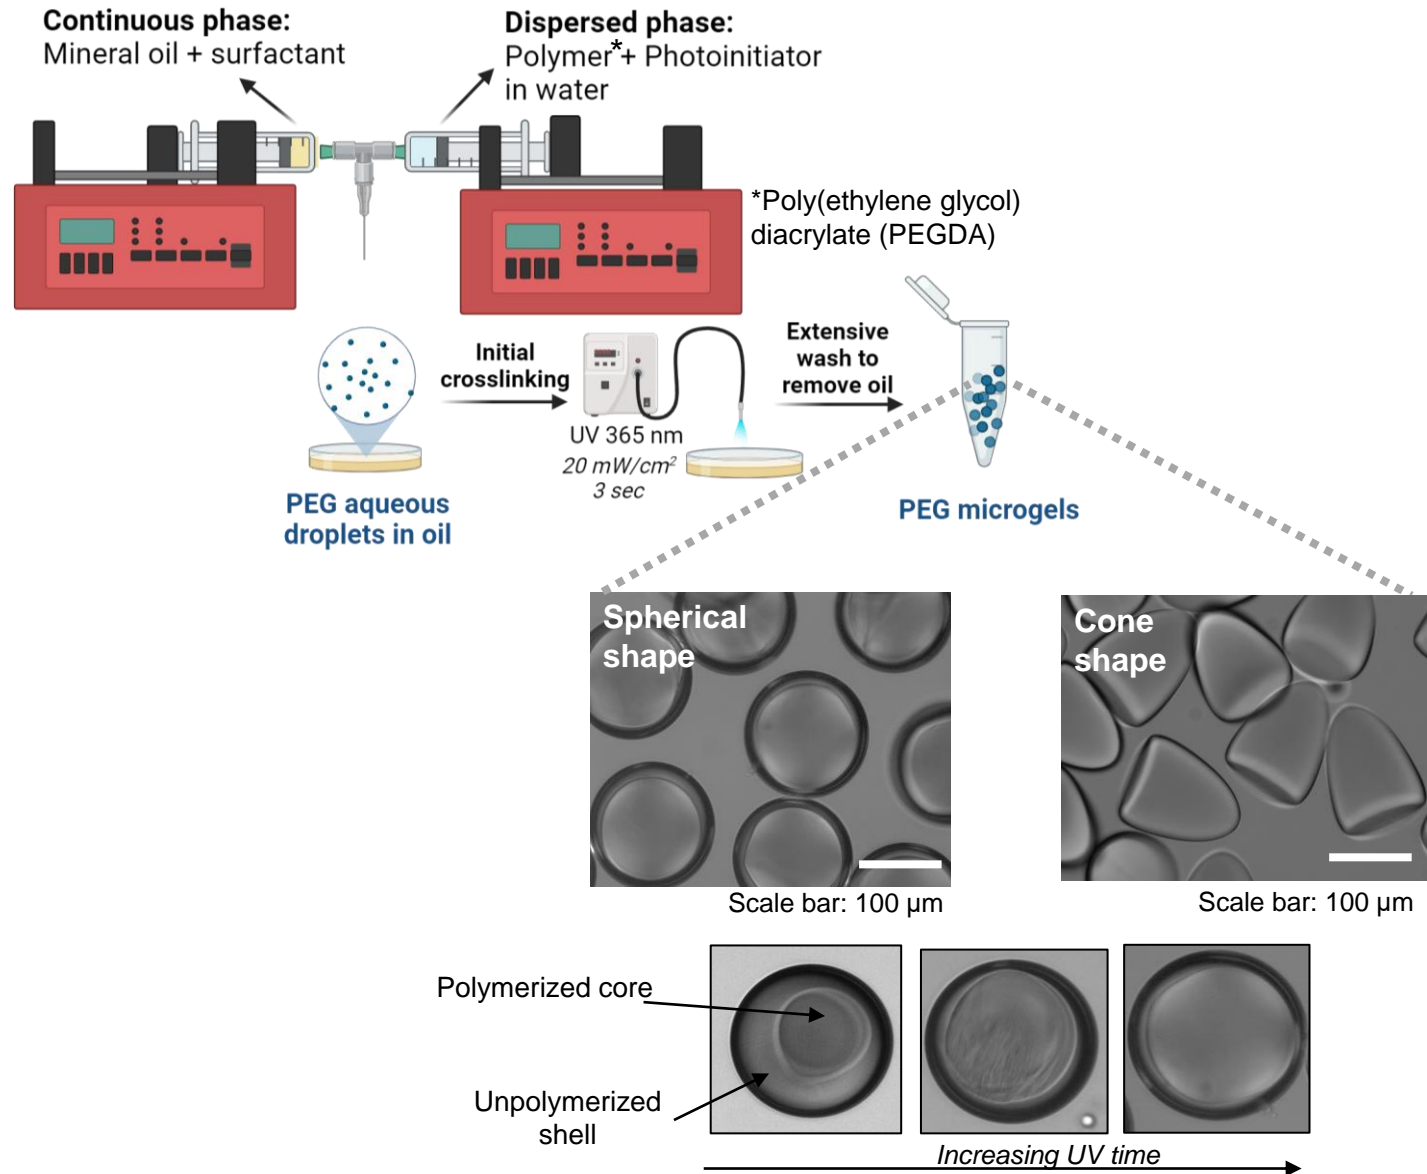 Continuous phase:
Mineral oil + surfactant
Dispersed phase:
Polymer*+ Photoinitiator
in water
*Poly(ethylene glycol)
diacrylate (PEGDA)
Initial
crosslinking
UV 365 nm
20 mW/cm²
3 sec
Extensive
wash to
remove oil
PEG aqueous
droplets in oil
PEG microgels
Spherical
shape
Cone
shape
Scale bar: 100 µm
Scale bar: 100 µm
Polymerized core
Unpolymerized
shell
Increasing UV time